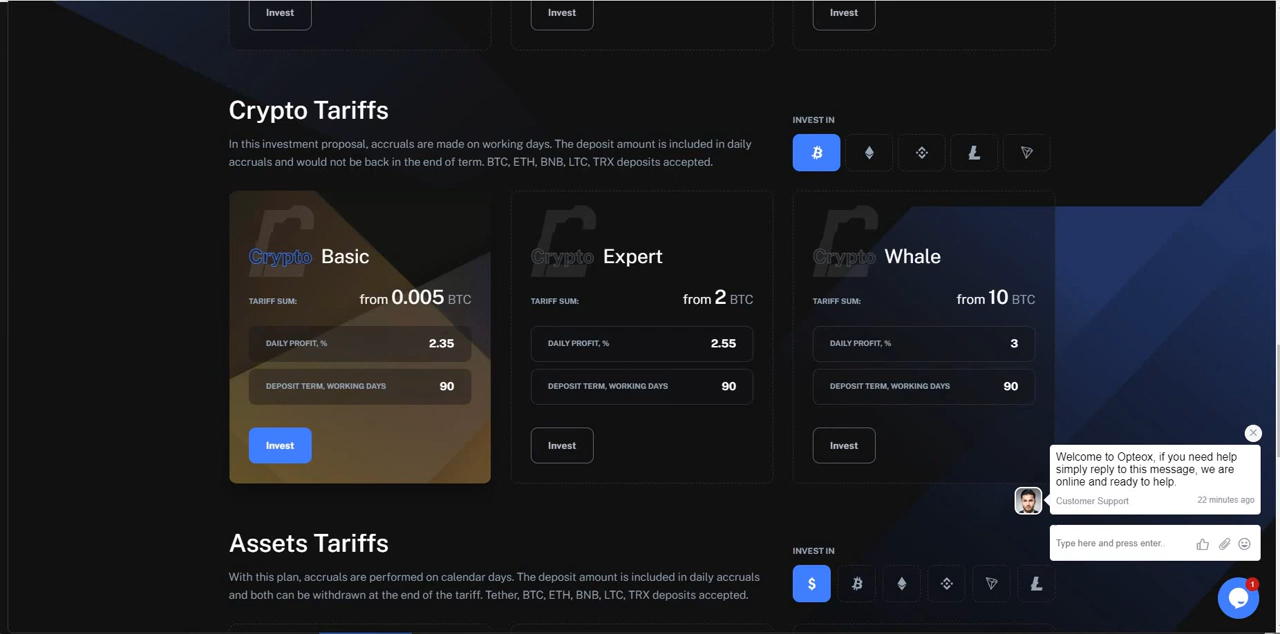 Invest
Invest
Invest
Crypto Tariffs
In this investment proposal, accruals are made on working days. The deposit amount is included in daily
accruals and would not be back in the end of term. BTC, ETH, BNB, LTC, TRX deposits accepted.
INVEST IN
Crypto Basic
TARIFF SUM: from 0.005 BTC
DAILY PROFIT, % 2.35
DEPOSIT TERM, WORKING DAYS 90
Invest
Crypto Expert
TARIFF SUM: from 2 BTC
DAILY PROFIT, % 2.55
DEPOSIT TERM, WORKING DAYS 90
Invest
Crypto Whale
TARIFF SUM: from 10 BTC
DAILY PROFIT, % 3
DEPOSIT TERM, WORKING DAYS 90
Invest
Welcome to Opteox, if you need help
simply reply to this message, we are
online and ready to help.
Customer Support 22 minutes ago
Type here and press enter..
1
Assets Tariffs
With this plan, accruals are performed on calendar days. The deposit amount is included in daily accruals
and both can be withdrawn at the end of the tariff. Tether, BTC, ETH, BNB, LTC, TRX deposits accepted.
INVEST IN
$